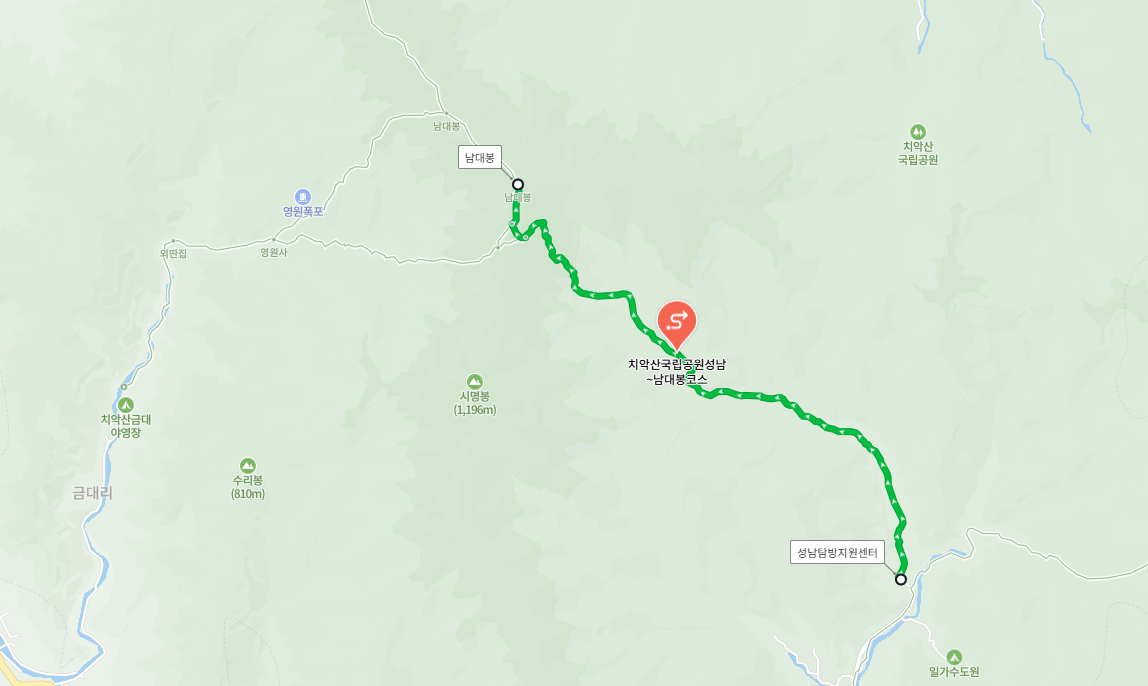 남대봉
치악산
국립공원
남대봉
영원폭포
남대봉
외딴집
영원사
치악산국립공원성남
~남대봉코스
시명봉
(1,196m)
치악산금대
야영장
수리봉
(810m)
금대리
성남탐방지원센터
일가수도원